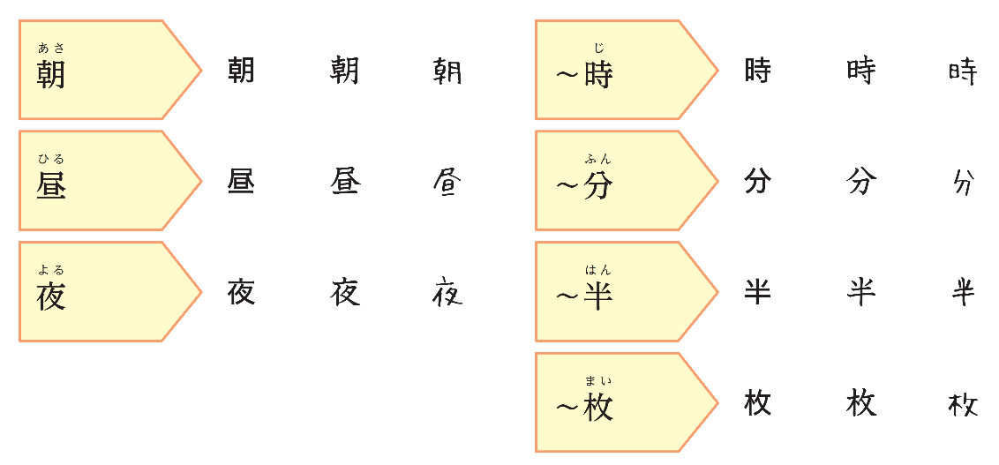 あさ
朝 朝 朝 朝
ひる
昼 昼 昼 昼
よる
夜 夜 夜 夜
じ
～時 時 時 時
ふん
～分 分 分 分
はん
～半 半 半 半
まい
～枚 枚 枚 枚